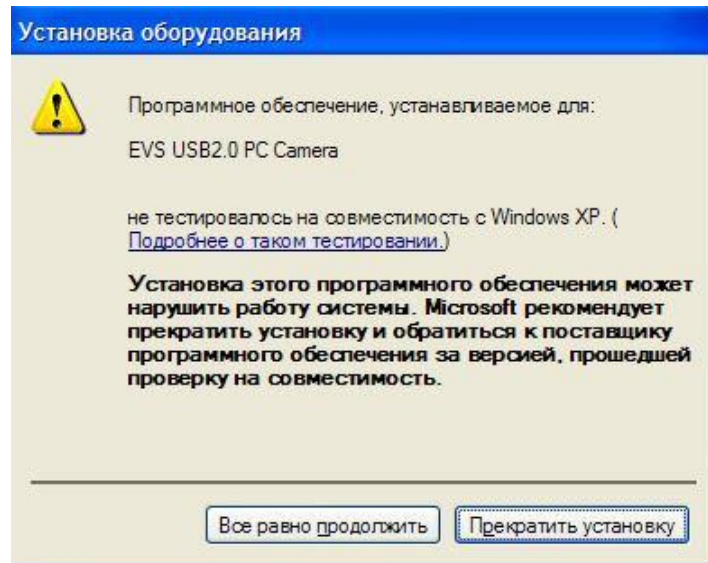 Установка оборудования
Программное обеспечение, устанавливаемое для:
EVS USB2.0 PC Camera
не тестировалось на совместимость с Windows XP. (
Подробнее о таком тестировании.)
Установка этого программного обеспечения может
нарушить работу системы. Microsoft рекомендует
прекратить установку и обратиться к поставщику
программного обеспечения за версией, прошедшей
проверку на совместимость.
Все равно продолжить Прекратить установку